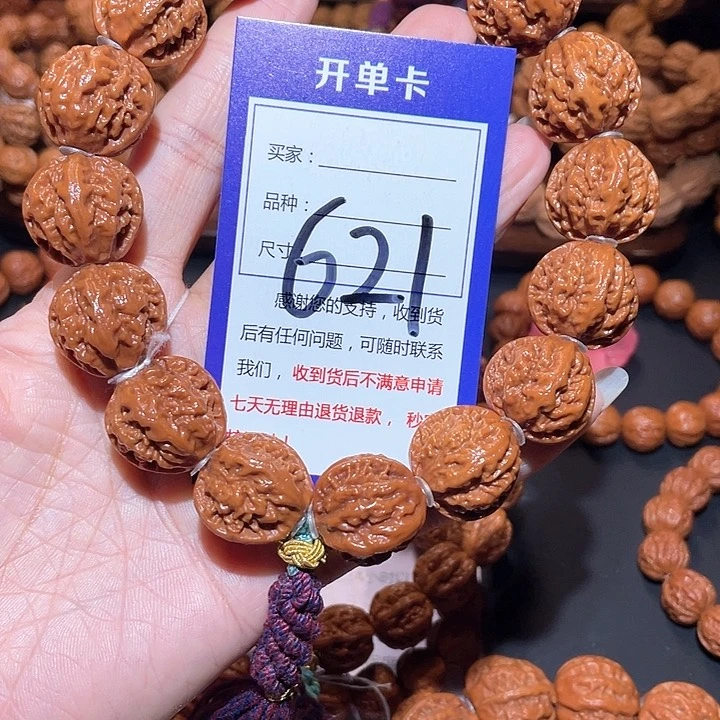 开单卡
买家：
品种：
尺寸
621
感谢您的支持，收到货
后有任何问题，可随时联系
我们，收到货后不满意申请
七天无理由退货退款，秒